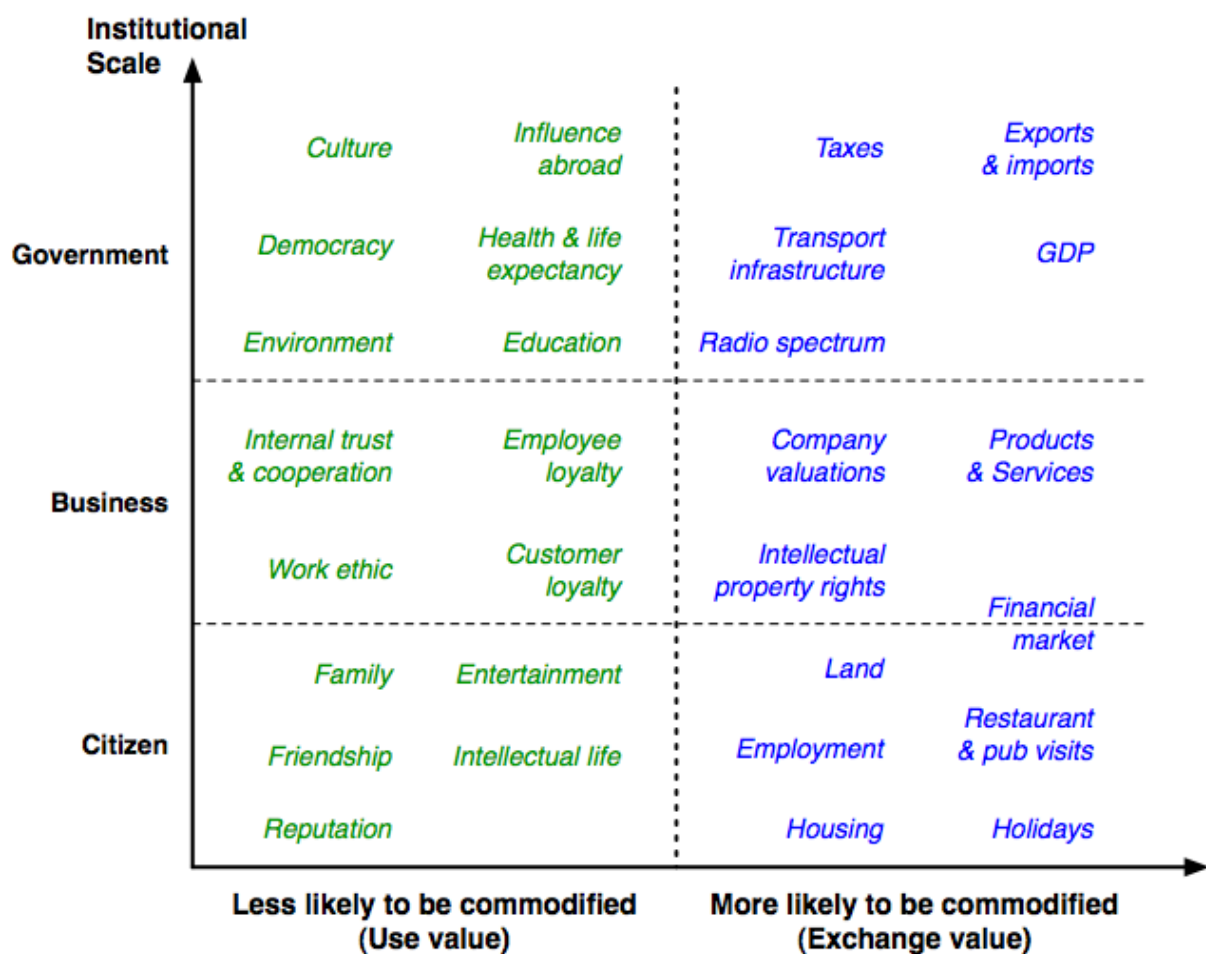 Institutional
Scale
Culture
Influence
abroad
Taxes
Exports
& imports
Government
Democracy
Health & life
expectancy
Transport
infrastructure
GDP
Environment
Education
Radio spectrum
Business
Internal trust
& cooperation
Employee
loyalty
Company
valuations
Products
& Services
Work ethic
Customer
loyalty
Intellectual
property rights
Financial
market
Citizen
Family
Entertainment
Land
Friendship
Intellectual life
Employment
Restaurant
& pub visits
Reputation
Housing
Holidays
Less likely to be commodified
(Use value)
More likely to be commodified
(Exchange value)